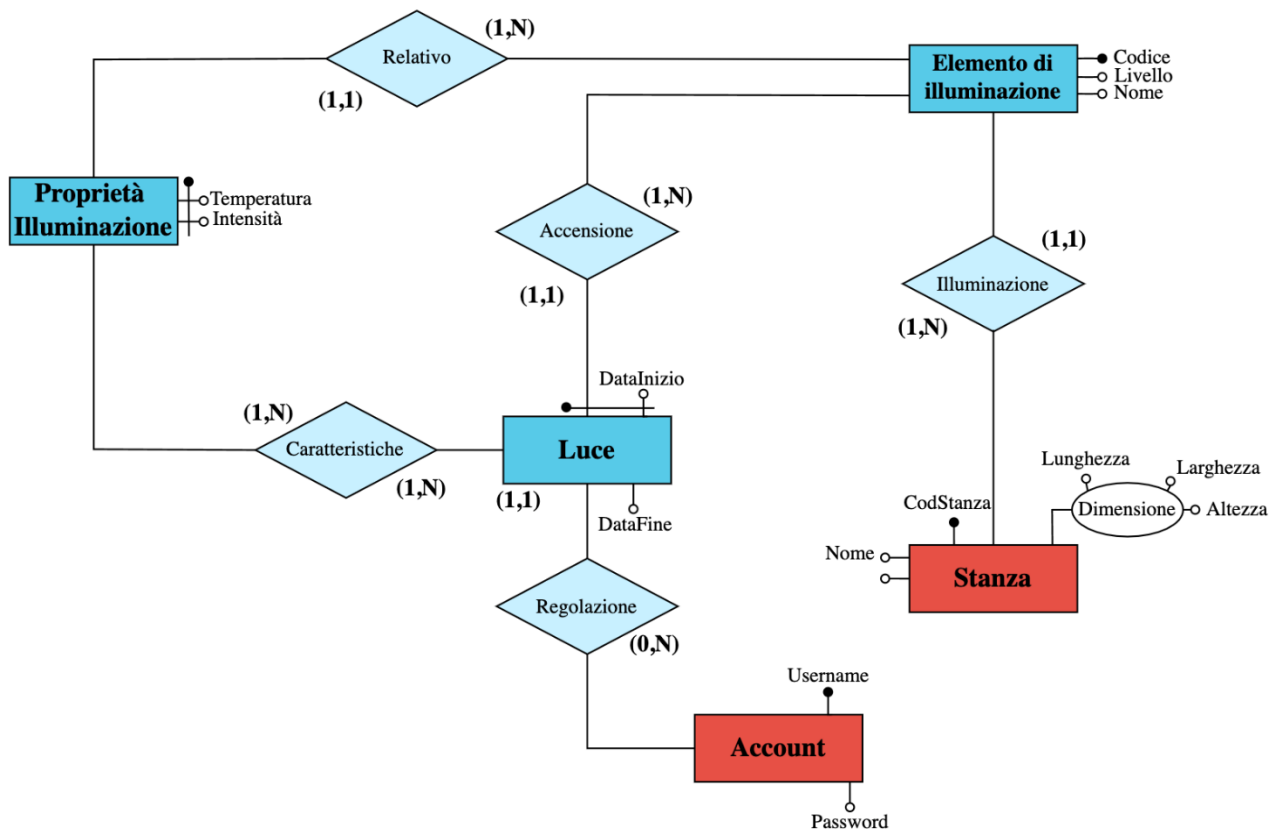 (1,N)
Relativo
(1,1)
Elemento di
illuminazione
Codice
Livello
Nome
Proprietà
Illuminazione
Temperatura
Intensità
(1,N)
Accensione
(1,1)
(1,1)
Illuminazione
(1,N)
DataInizio
(1,N)
Caratteristiche
(1,N)
Luce
(1,1)
DataFine
Lunghezza
Larghezza
CodStanza
Dimensione
Altezza
Nome
Stanza
Regolazione
(0,N)
Username
Account
Password